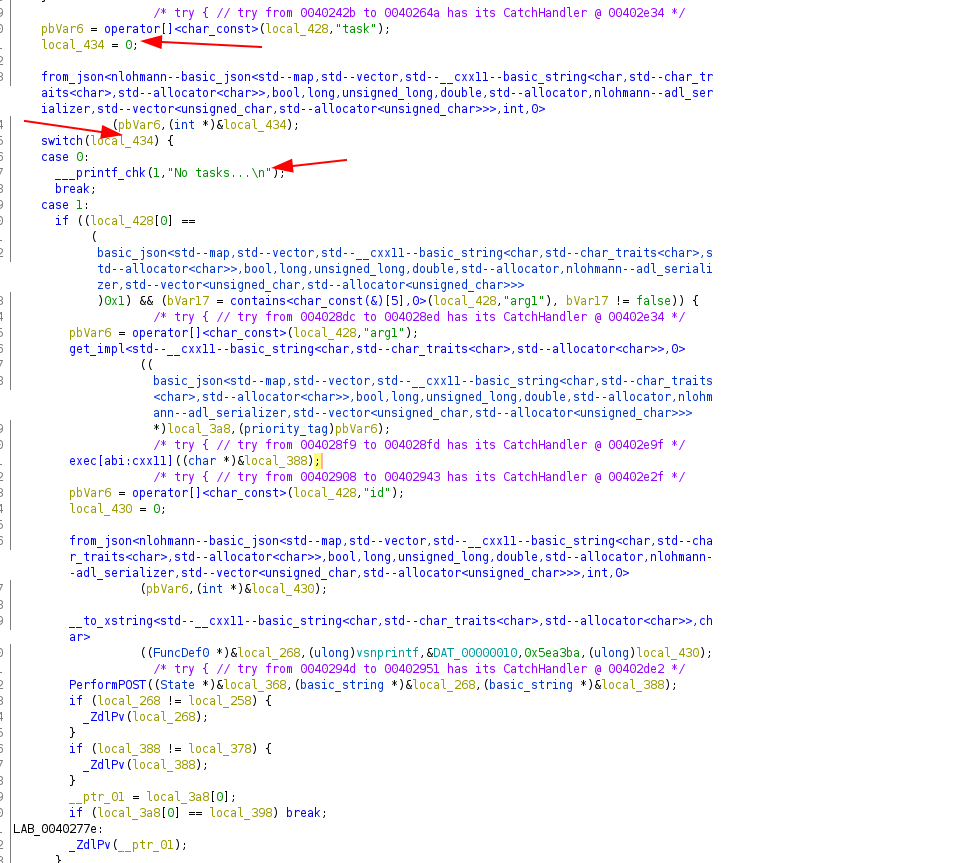 /* try { // try from 0040242b to 0040264a has its CatchHandler @ 00402e34 */
pbVar6 = operator[]<char_const>(local_428,"task");
local_434 = 0;
from_json<nlohmann--basic_json<std--map,std--vector,std--__cxx11--basic_string<char,std--char_tr
aits<char>,std--allocator<char>>,bool,long,unsigned_long,double,std--allocator,nlohmann--adl_ser
ializer,std--vector<unsigned_char,std--allocator<unsigned_char>>>,int,0>
(pbVar6,(int *)&local_434);
switch(local_434) {
case 0:
___printf_chk(1,"No tasks...\n");
break;
case 1:
if ((local_428[0] ==
(
basic_json<std--map,std--vector,std--__cxx11--basic_string<char,std--char_traits<char>,s
td--allocator<char>>,bool,long,unsigned_long,double,std--allocator,nlohmann--adl_seriali
zer,std--vector<unsigned_char,std--allocator<unsigned_char>>>
)0x1) && (bVar17 = contains<char_const(&)[5],0>(local_428,"arg1"), bVar17 != false)) {
/* try { // try from 004028dc to 004028ed has its CatchHandler @ 00402e34 */
pbVar6 = operator[]<char_const>(local_428,"arg1");
get_impl<std--__cxx11--basic_string<char,std--char_traits<char>,std--allocator<char>>,0>
((
basic_json<std--map,std--vector,std--__cxx11--basic_string<char,std--char_traits
<char>,std--allocator<char>>,bool,long,unsigned_long,double,std--allocator,nlohm
ann--adl_serializer,std--vector<unsigned_char,std--allocator<unsigned_char>>>
*)local_3a8,(priority_tag)pbVar6);
/* try { // try from 004028f9 to 004028fd has its CatchHandler @ 00402e9f */
exec[abi:cxx11]((char *)&local_388);
/* try { // try from 00402908 to 00402943 has its CatchHandler @ 00402e2f */
pbVar6 = operator[]<char_const>(local_428,"id");
local_430 = 0;
from_json<nlohmann--basic_json<std--map,std--vector,std--__cxx11--basic_string<char,std--cha
r_traits<char>,std--allocator<char>>,bool,long,unsigned_long,double,std--allocator,nlohmann-
-adl_serializer,std--vector<unsigned_char,std--allocator<unsigned_char>>>,int,0>
(pbVar6,(int *)&local_430);
__to_xstring<std--__cxx11--basic_string<char,std--char_traits<char>,std--allocator<char>>,ch
ar>
((FuncDef0 *)&local_268,(ulong)vsnprintf,&DAT_00000010,0x5ea3ba,(ulong)local_430);
/* try { // try from 0040294d to 00402951 has its CatchHandler @ 00402de2 */
PerformPOST((State *)&local_368,(basic_string *)&local_268,(basic_string *)&local_388);
if (local_268 != local_258) {
_ZdlPv(local_268);
}
if (local_388 != local_378) {
_ZdlPv(local_388);
}
__ptr_01 = local_3a8[0];
if (local_3a8[0] == local_398) break;
LAB_0040277e:
_ZdlPv(__ptr_01);
}